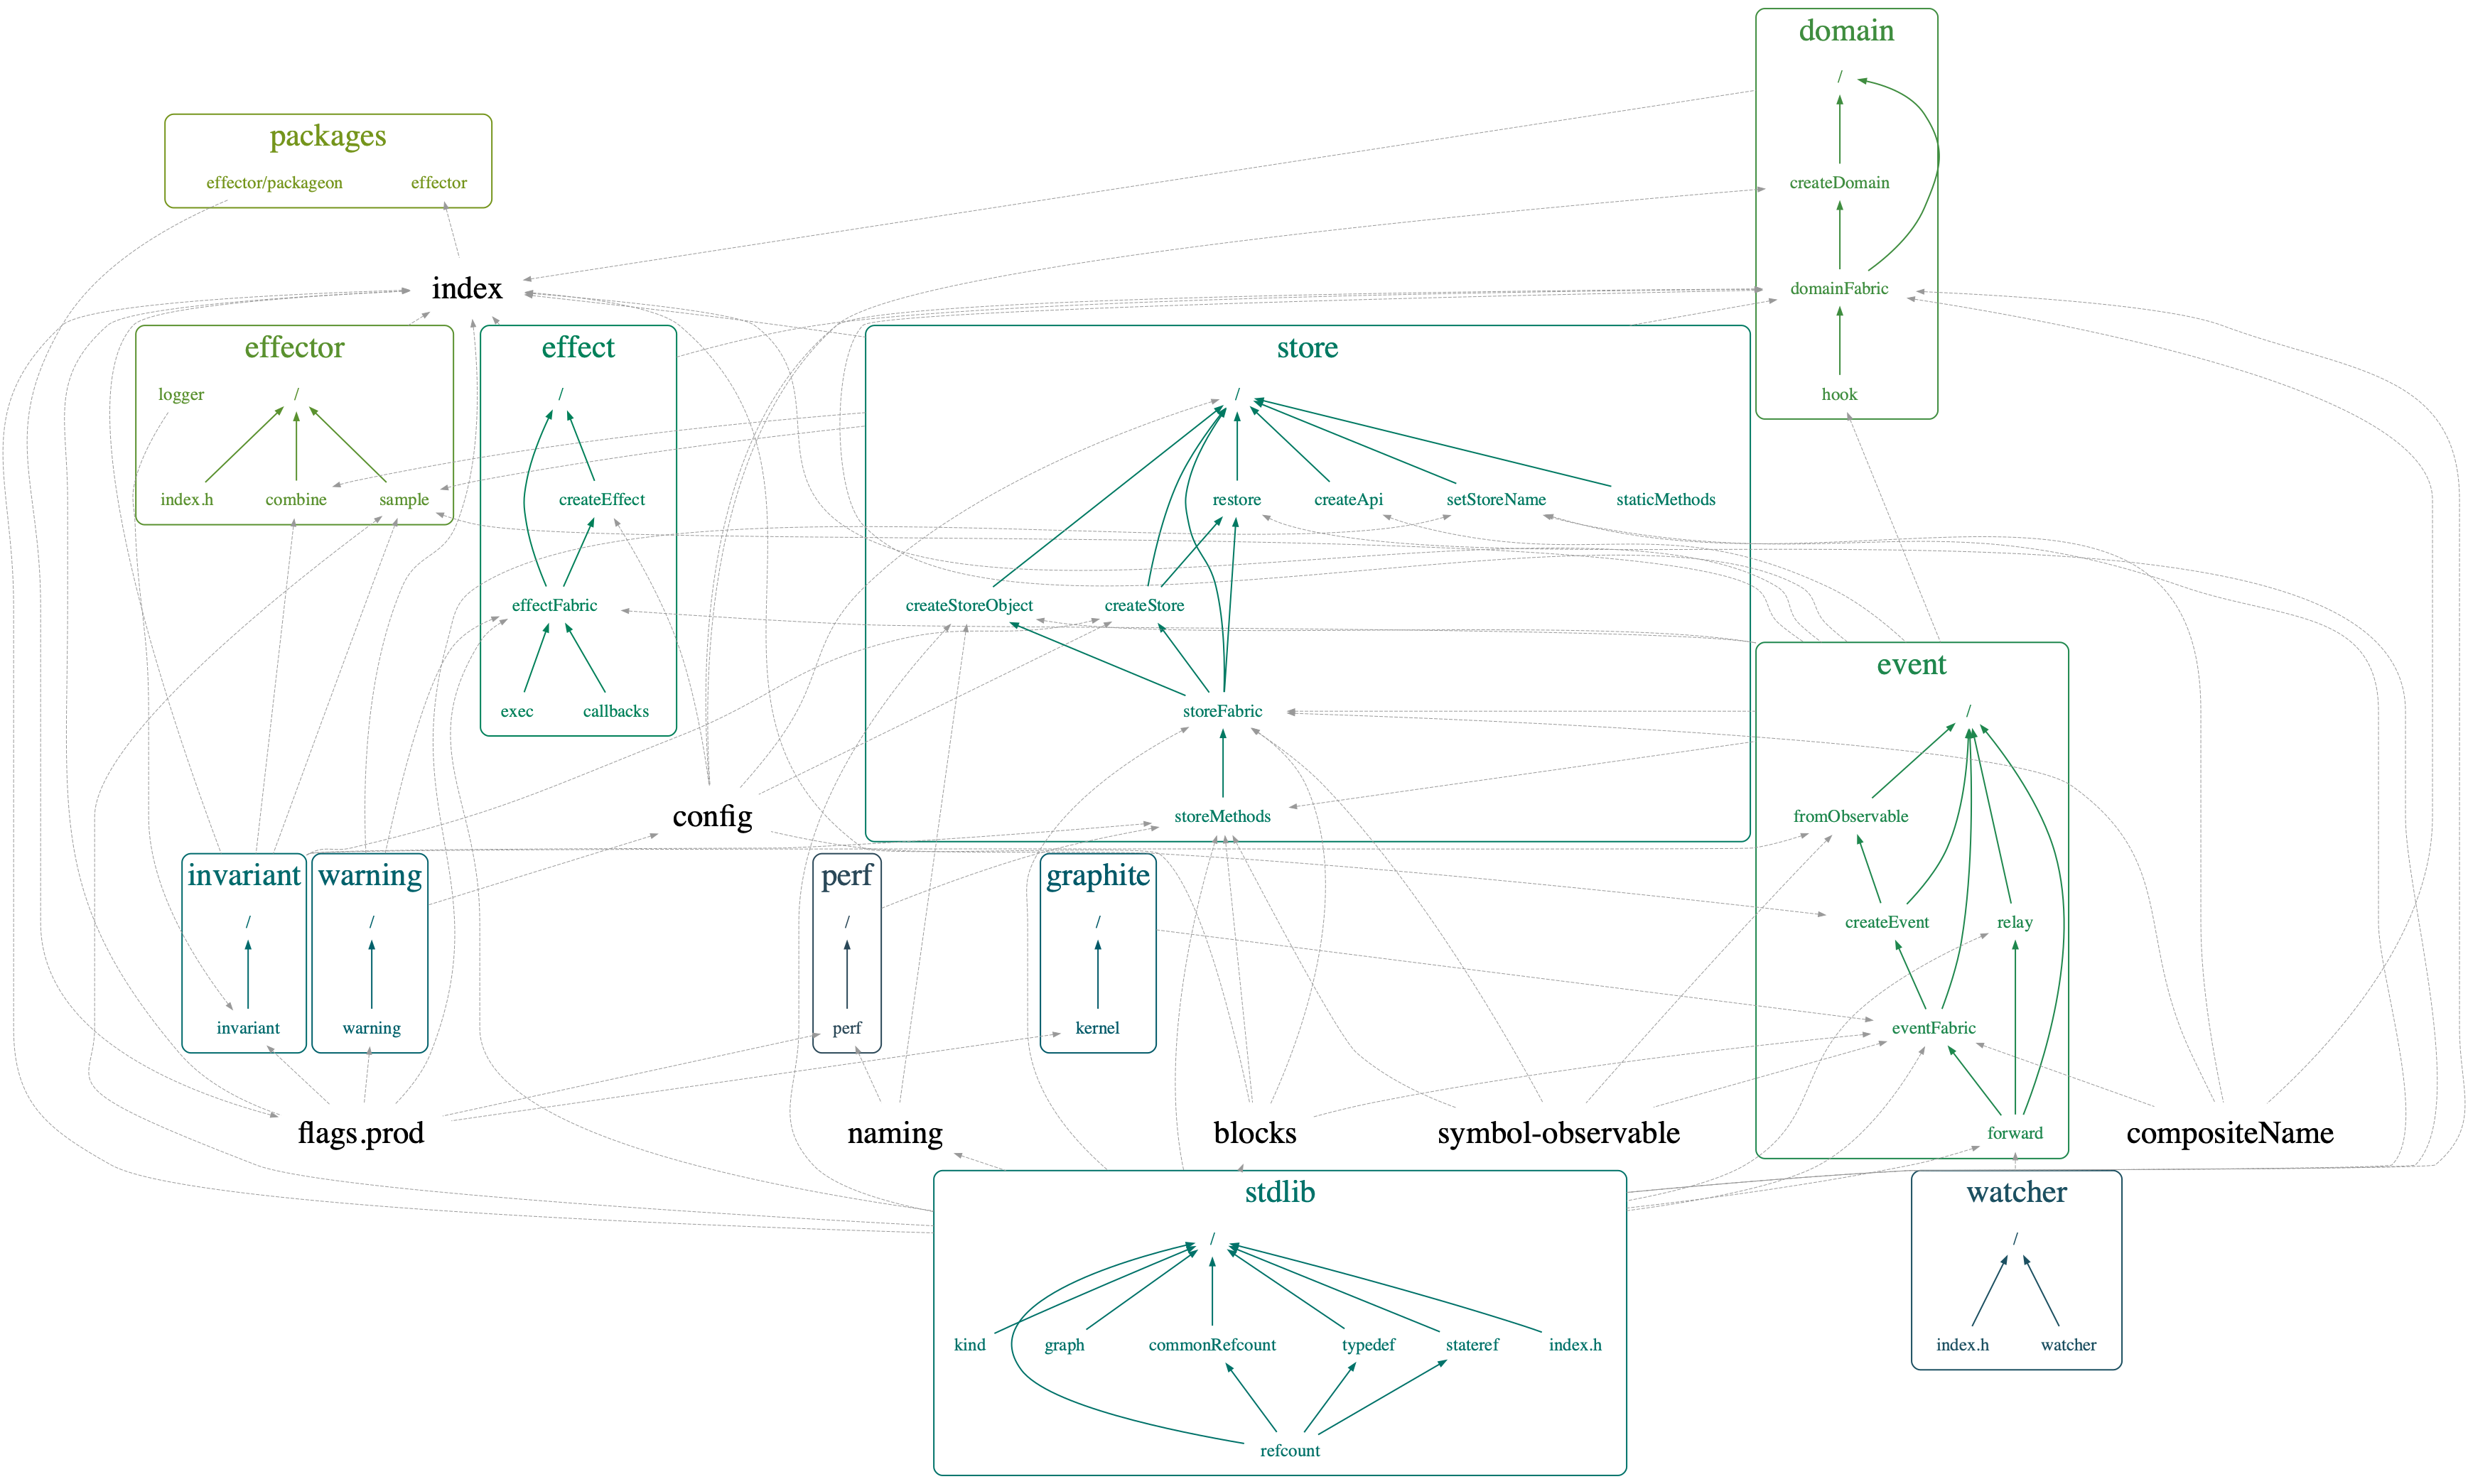 domain
/
createDomain
domainFabric
hook
packages
effector/packageon
effector
index
effector
logger
/
index.h
combine
sample
effect
/
createEffect
effectFabric
exec
callbacks
store
/
restore
createApi
setStoreName
staticMethods
createStoreObject
createStore
storeFabric
storeMethods
event
/
fromObservable
createEvent
relay
eventFabric
forward
config
invariant
/
invariant
warning
/
warning
perf
/
perf
graphite
/
kernel
flags.prod
naming
blocks
symbol-observable
compositeName
stdlib
/
kind
graph
commonRefcount
typedef
stateref
index.h
refcount
watcher
/
index.h
watcher